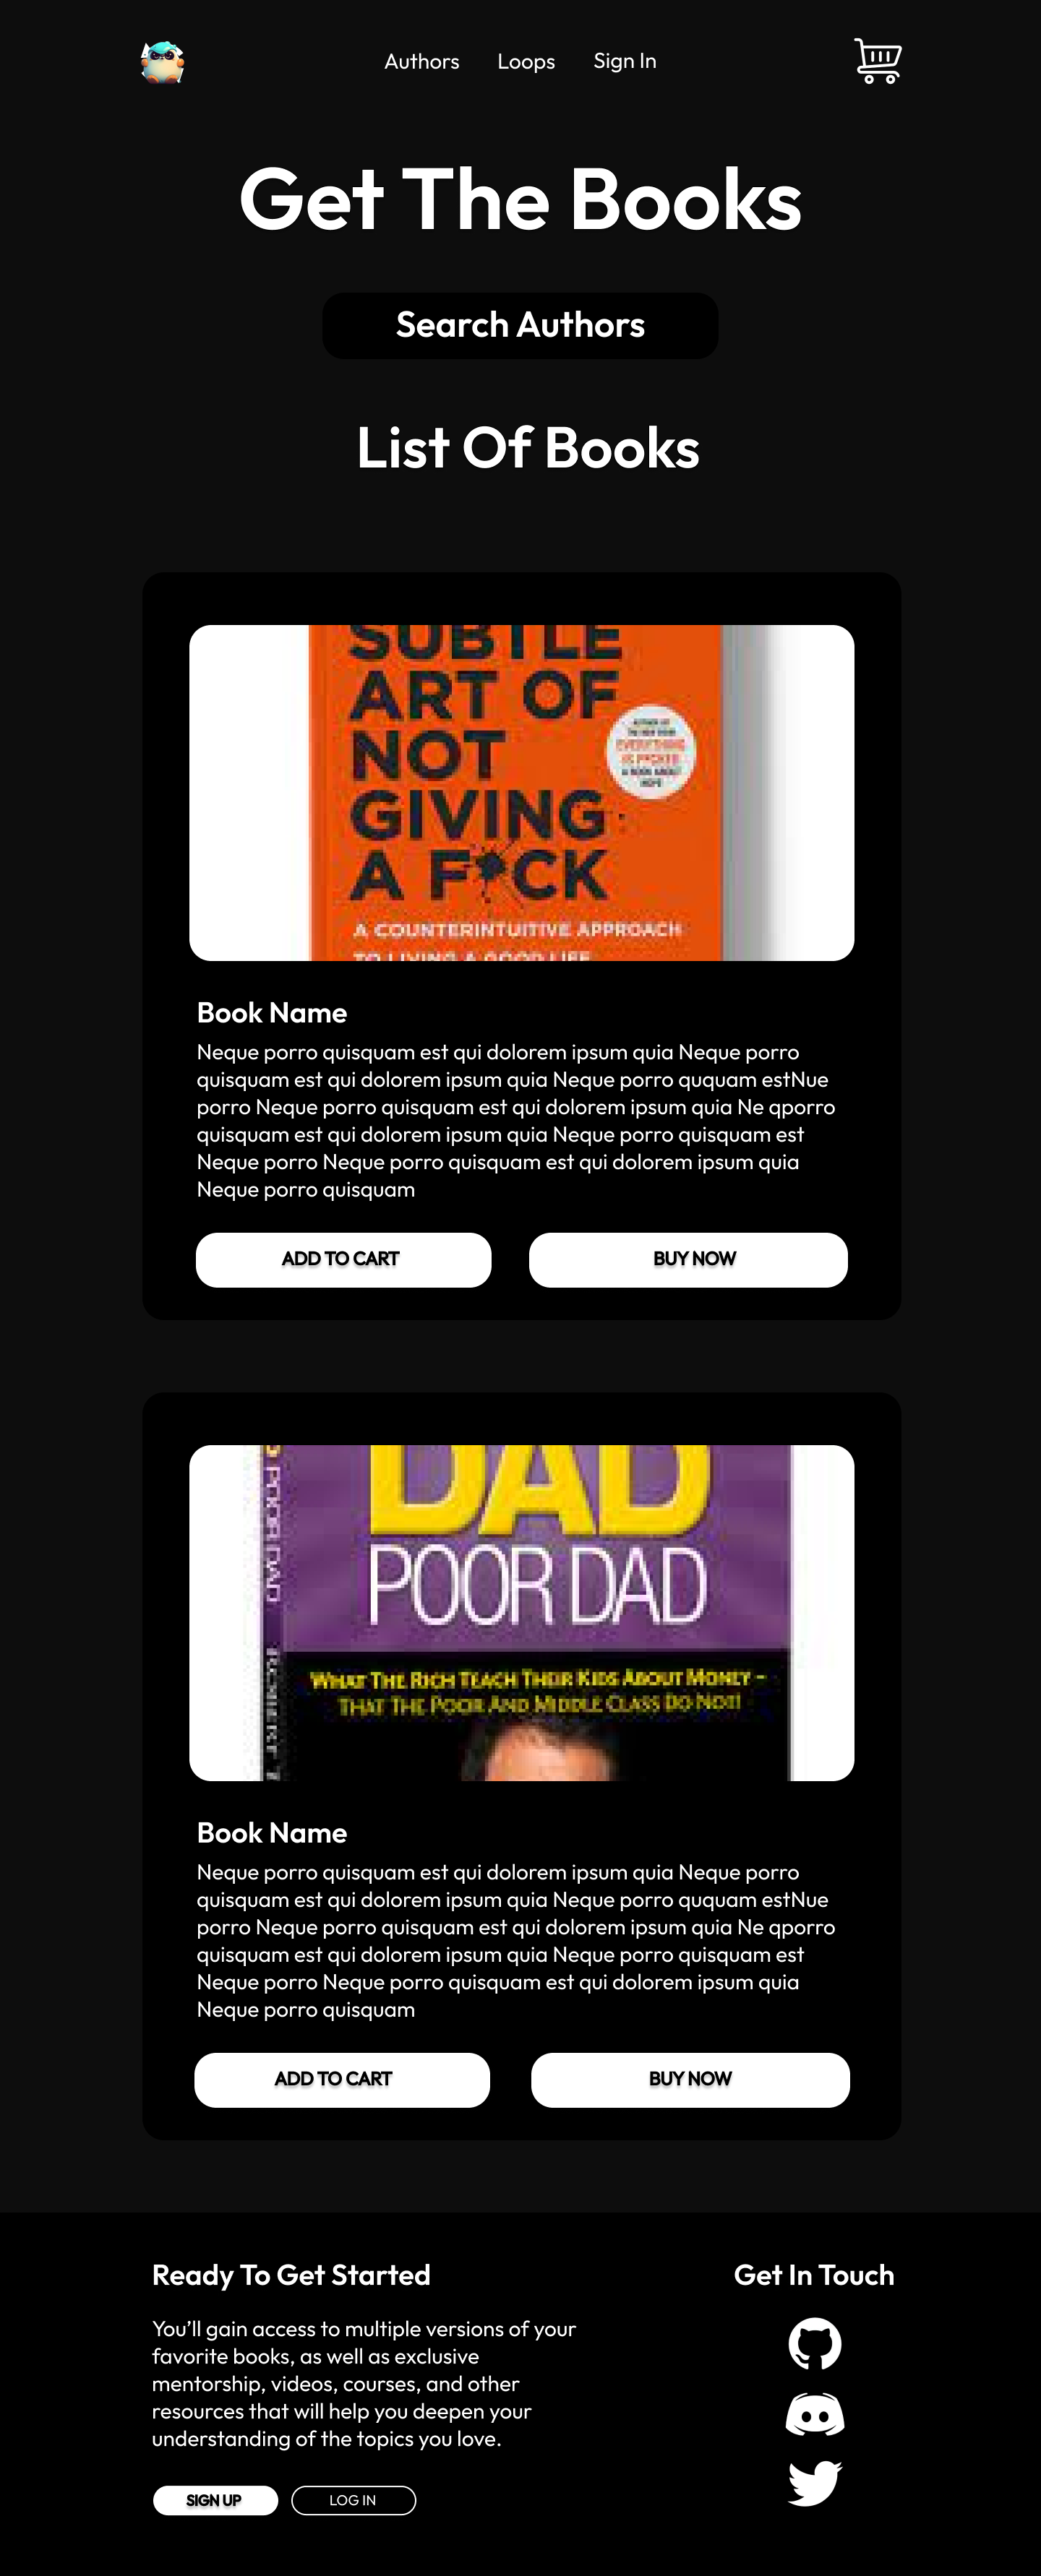 Authors
Loops
Sign In
Get The Books
Search Authors
List Of Books
SUBTLE
ART OF
NOT
GIVING
A F*CK
EVERYTHING
IS F*CKED
A BOOK ABOUT
HOPE
A COUNTERINTUITIVE APPROACH
TO LIVING A GOOD LIFE
Book Name
Neque porro quisquam est qui dolorem ipsum quia Neque porro
quisquam est qui dolorem ipsum quia Neque porro ququam estNue
porro Neque porro quisquam est qui dolorem ipsum quia Ne qporro
quisquam est qui dolorem ipsum quia Neque porro quisquam est
Neque porro Neque porro quisquam est qui dolorem ipsum quia
Neque porro quisquam
ADD TO CART
BUY NOW
POOR DAD
DAD
POOR DAD
WHAT THE RICH TEACH THEIR KIDS ABOUT MONEY –
THAT THE POOR AND MIDDLE CLASS DO NOT!
Book Name
Neque porro quisquam est qui dolorem ipsum quia Neque porro
quisquam est qui dolorem ipsum quia Neque porro ququam estNue
porro Neque porro quisquam est qui dolorem ipsum quia Ne qporro
quisquam est qui dolorem ipsum quia Neque porro quisquam est
Neque porro Neque porro quisquam est qui dolorem ipsum quia
Neque porro quisquam
ADD TO CART
BUY NOW
Ready To Get Started
You’ll gain access to multiple versions of your
favorite books, as well as exclusive
mentorship, videos, courses, and other
resources that will help you deepen your
understanding of the topics you love.
SIGN UP
LOG IN
Get In Touch